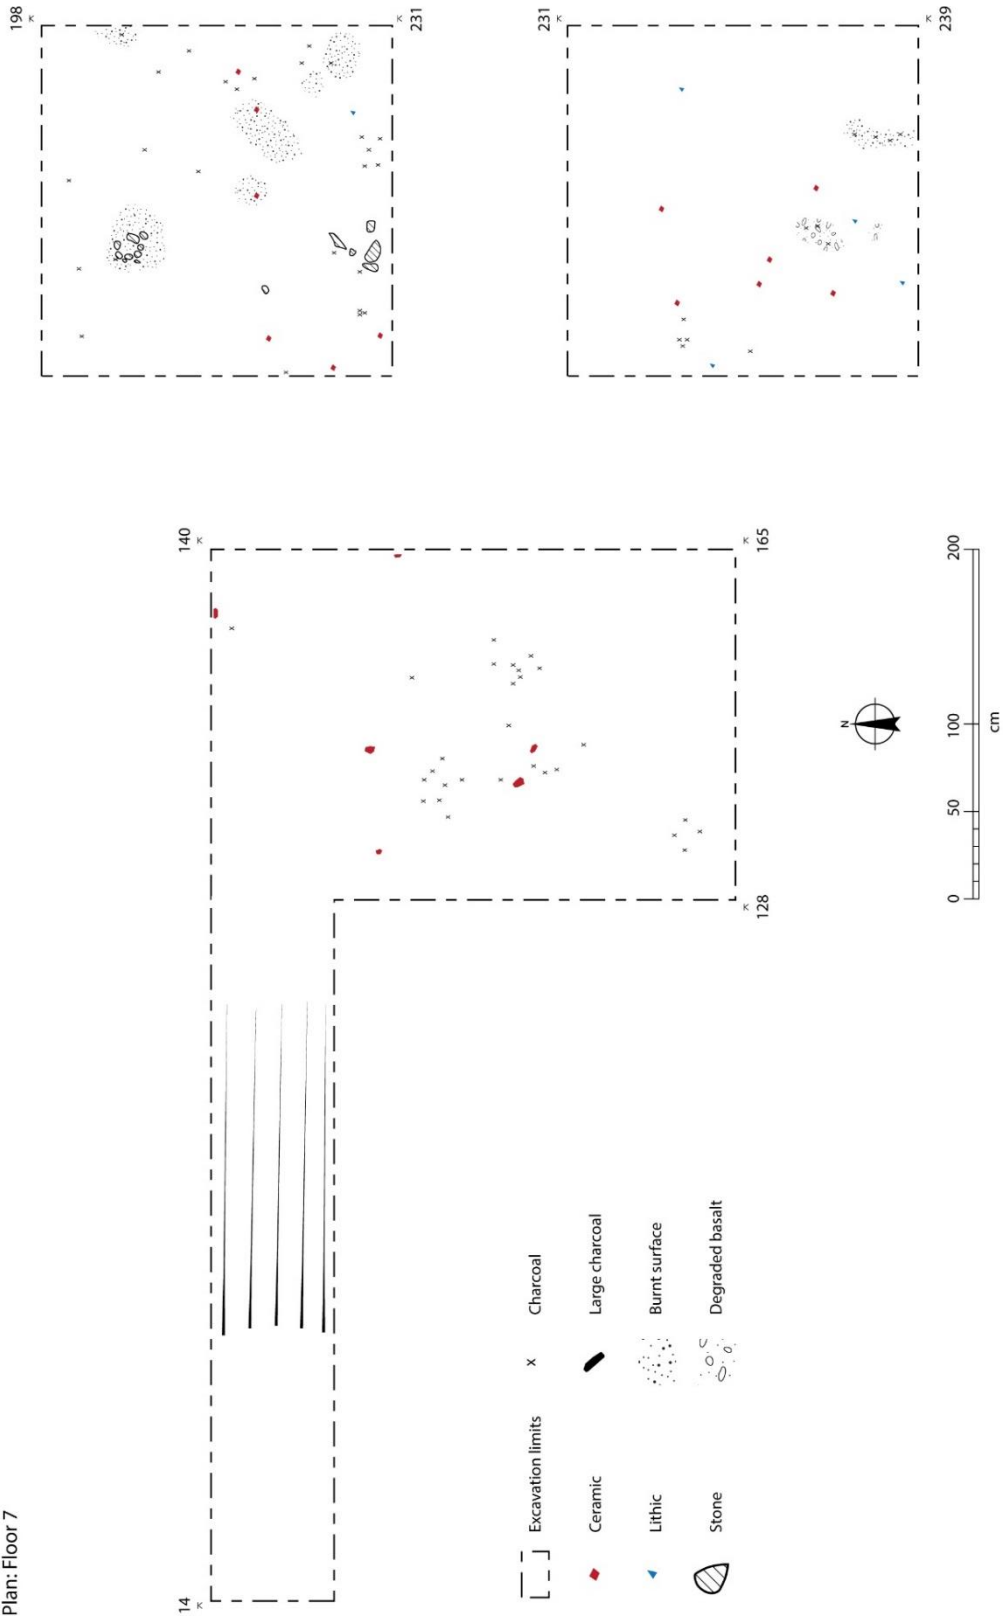 Plan: Floor 7
198
K
231
K
231
K
239
K
140
K
165
K
128
K
14
K
Excavation limits
Ceramic
Lithic
Stone
x Charcoal
Large charcoal
Burnt surface
Degraded basalt
N
0 50 100 200
cm